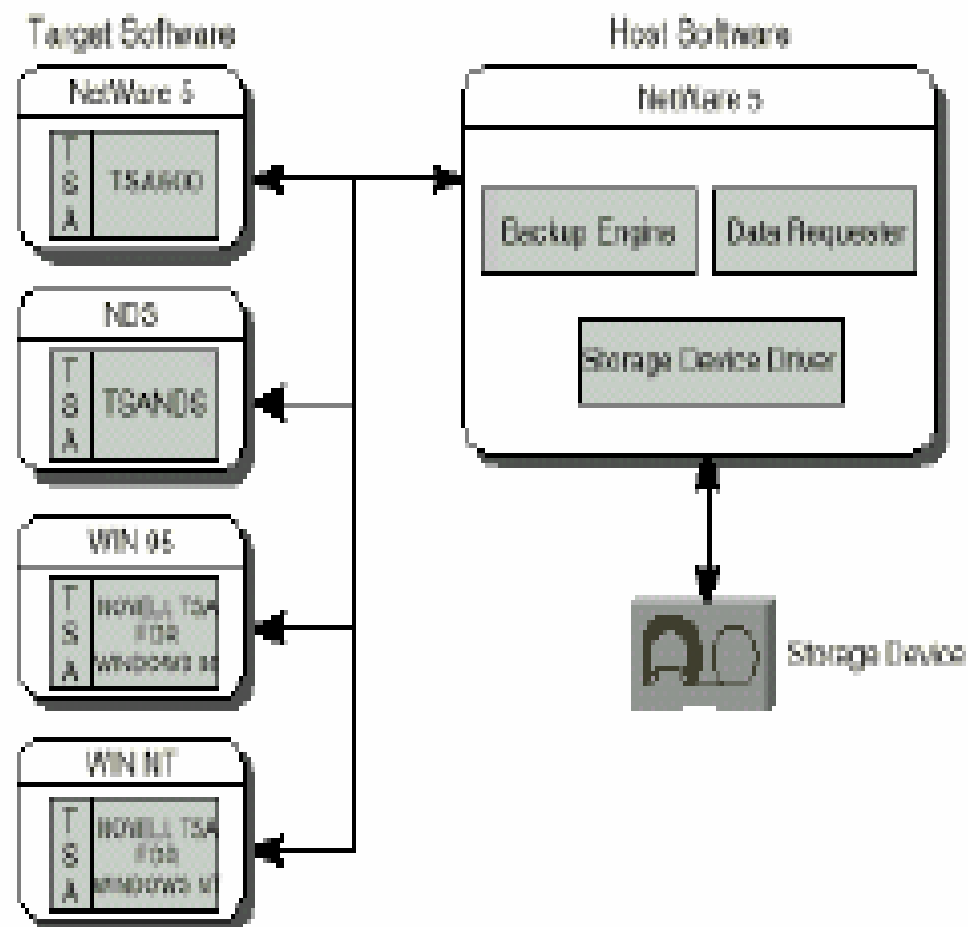 Target Software
Host Software
NetWare 5
T
S
A
TSA500
NetWare 5
Backup Engine
Data Requester
Storage Device Driver
NDS
T
S
A
TSANDS
WIN 95
T
S
A
NOVELL TSA
FOR
WINDOWS 95
Storage Device
WIN NT
T
S
A
NOVELL TSA
FOR
WINDOWS NT